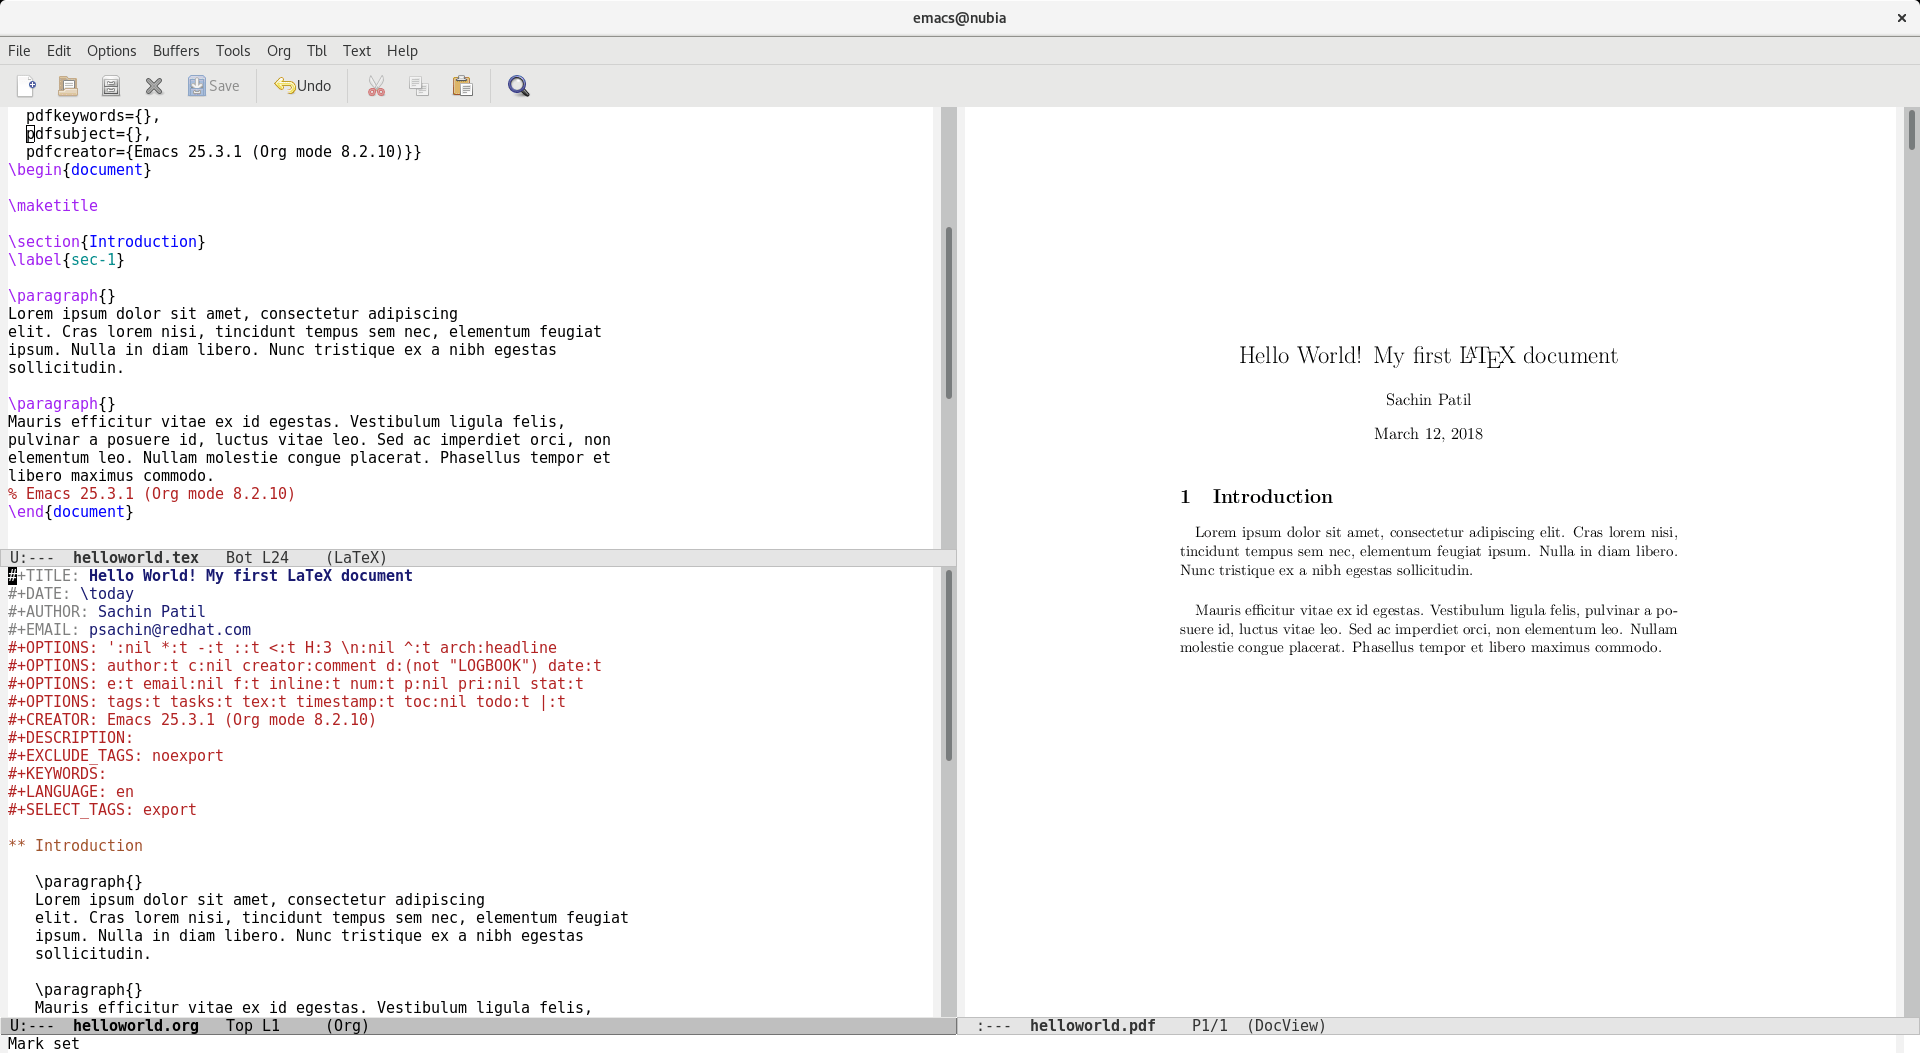 emacs@nubia
File Edit Options Buffers Tools Org Tbl Text Help
Save Undo
pdfkeywords={},
pdfsubject={},
pdfcreator={Emacs 25.3.1 (Org mode 8.2.10)}}
\begin{document}
\maketitle
\section{Introduction}
\label{sec-1}
\paragraph{}
Lorem ipsum dolor sit amet, consectetur adipiscing
elit. Cras lorem nisi, tincidunt tempus sem nec, elementum feugiat
ipsum. Nulla in diam libero. Nunc tristique ex a nibh egestas
sollicitudin.
\paragraph{}
Mauris efficitur vitae ex id egestas. Vestibulum ligula felis,
pulvinar a posuere id, luctus vitae leo. Sed ac imperdiet orci, non
elementum leo. Nullam molestie congue placerat. Phasellus tempor et
libero maximus commodo.
% Emacs 25.3.1 (Org mode 8.2.10)
\end{document}
U:--- helloworld.tex Bot L24 (LaTeX)
#+TITLE: Hello World! My first LaTeX document
#+DATE: \today
#+AUTHOR: Sachin Patil
#+EMAIL: psachin@redhat.com
#+OPTIONS: ':nil *:t -:t ::t <:t H:3 \n:nil ^:t arch:headline
#+OPTIONS: author:t c:nil creator:comment d:(not "LOGBOOK") date:t
#+OPTIONS: e:t email:nil f:t inline:t num:t p:nil pri:nil stat:t
#+OPTIONS: tags:t tasks:t tex:t timestamp:t toc:nil todo:t |:t
#+CREATOR: Emacs 25.3.1 (Org mode 8.2.10)
#+DESCRIPTION:
#+EXCLUDE_TAGS: noexport
#+KEYWORDS:
#+LANGUAGE: en
#+SELECT_TAGS: export
** Introduction
\paragraph{}
Lorem ipsum dolor sit amet, consectetur adipiscing
elit. Cras lorem nisi, tincidunt tempus sem nec, elementum feugiat
ipsum. Nulla in diam libero. Nunc tristique ex a nibh egestas
sollicitudin.
\paragraph{}
Mauris efficitur vitae ex id egestas. Vestibulum ligula felis,
U:--- helloworld.org Top L1 (Org)
Mark set
Hello World! My first LATEX document
Sachin Patil
March 12, 2018
1 Introduction
Lorem ipsum dolor sit amet, consectetur adipiscing elit. Cras lorem nisi,
tincidunt tempus sem nec, elementum feugiat ipsum. Nulla in diam libero.
Nunc tristique ex a nibh egestas sollicitudin.
Mauris efficitur vitae ex id egestas. Vestibulum ligula felis, pulvinar a po-
suere id, luctus vitae leo. Sed ac imperdiet orci, non elementum leo. Nullam
molestie congue placerat. Phasellus tempor et libero maximus commodo.
:--- helloworld.pdf P1/1 (DocView)